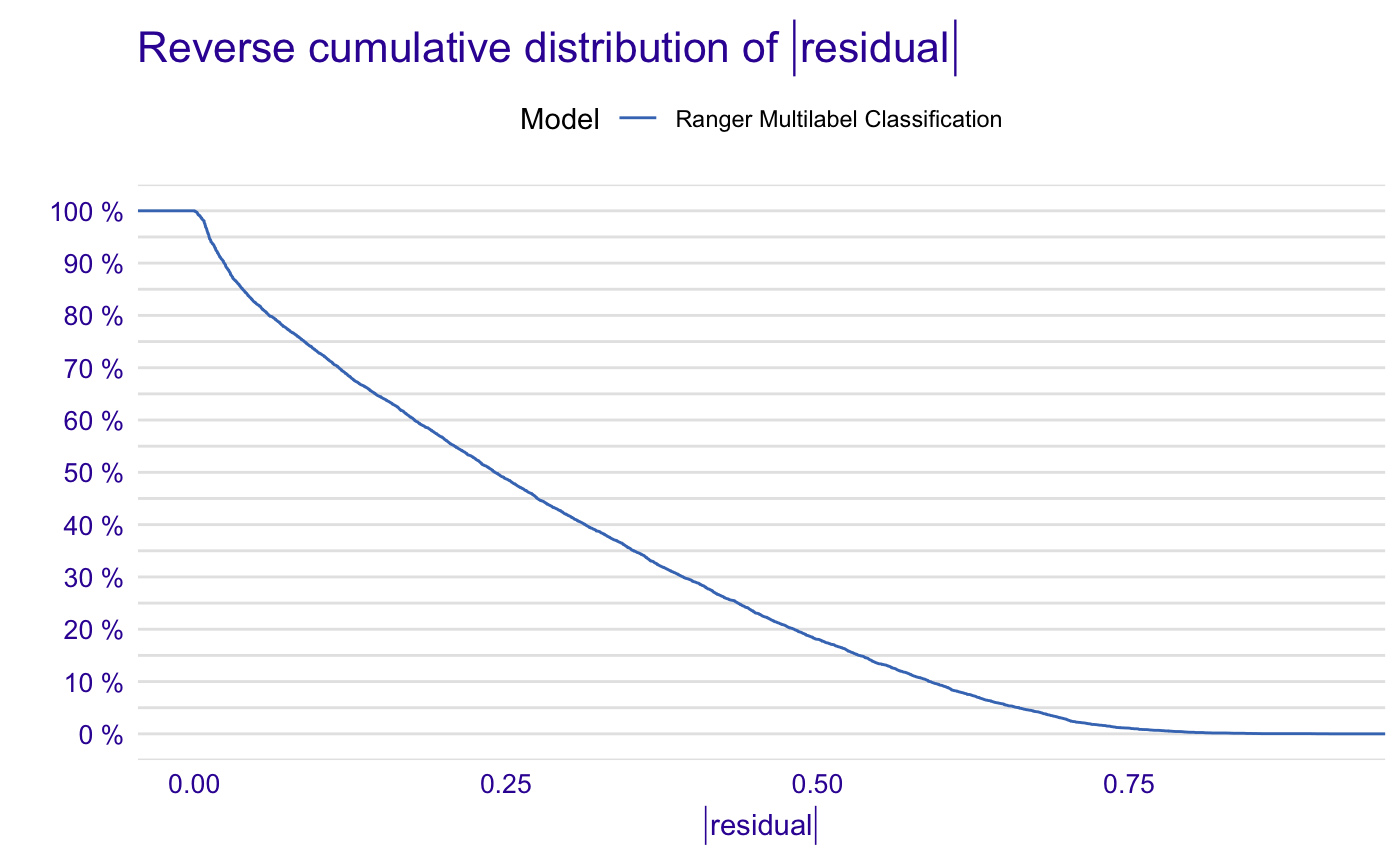 Reverse cumulative distribution of |residual|
Model Ranger Multilabel Classification
100 %
90 %
80 %
70 %
60 %
50 %
40 %
30 %
20 %
10 %
0 %
0.00 0.25 0.50 0.75
|residual|